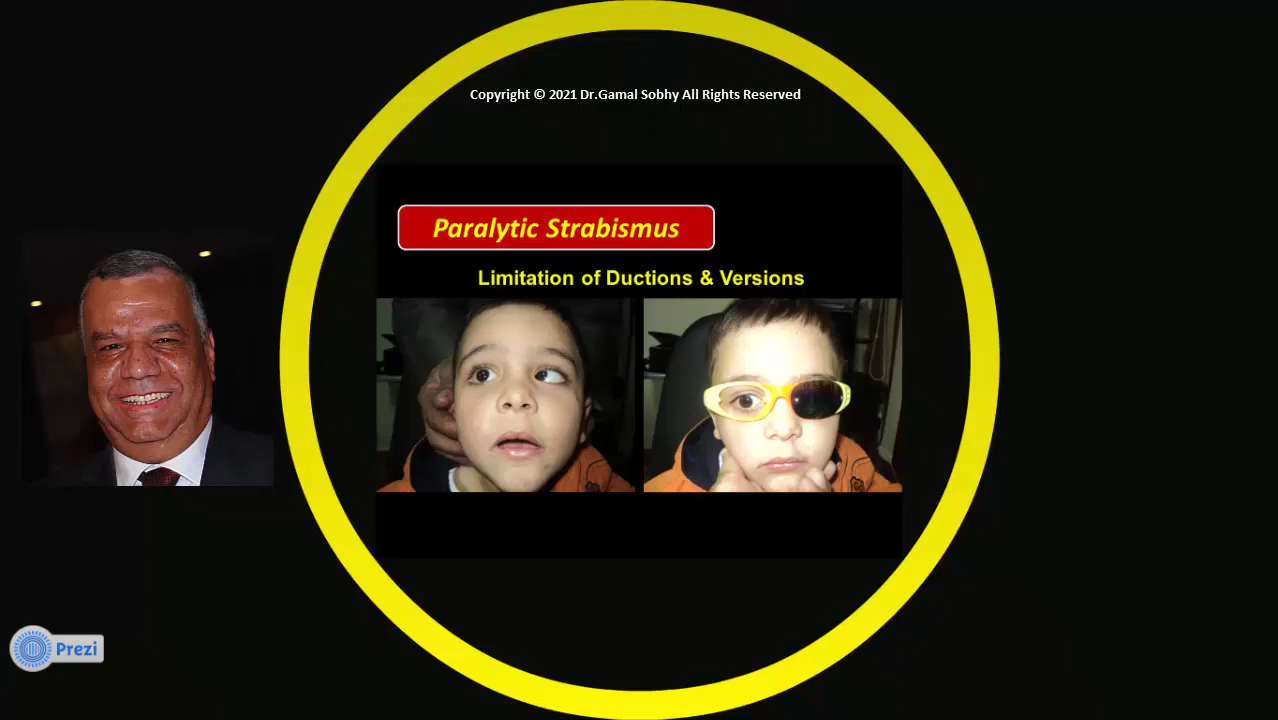 Copyright © 2021 Dr.Gamal Sobhy All Rights Reserved
Paralytic Strabismus
Limitation of Ductions & Versions
Prezi